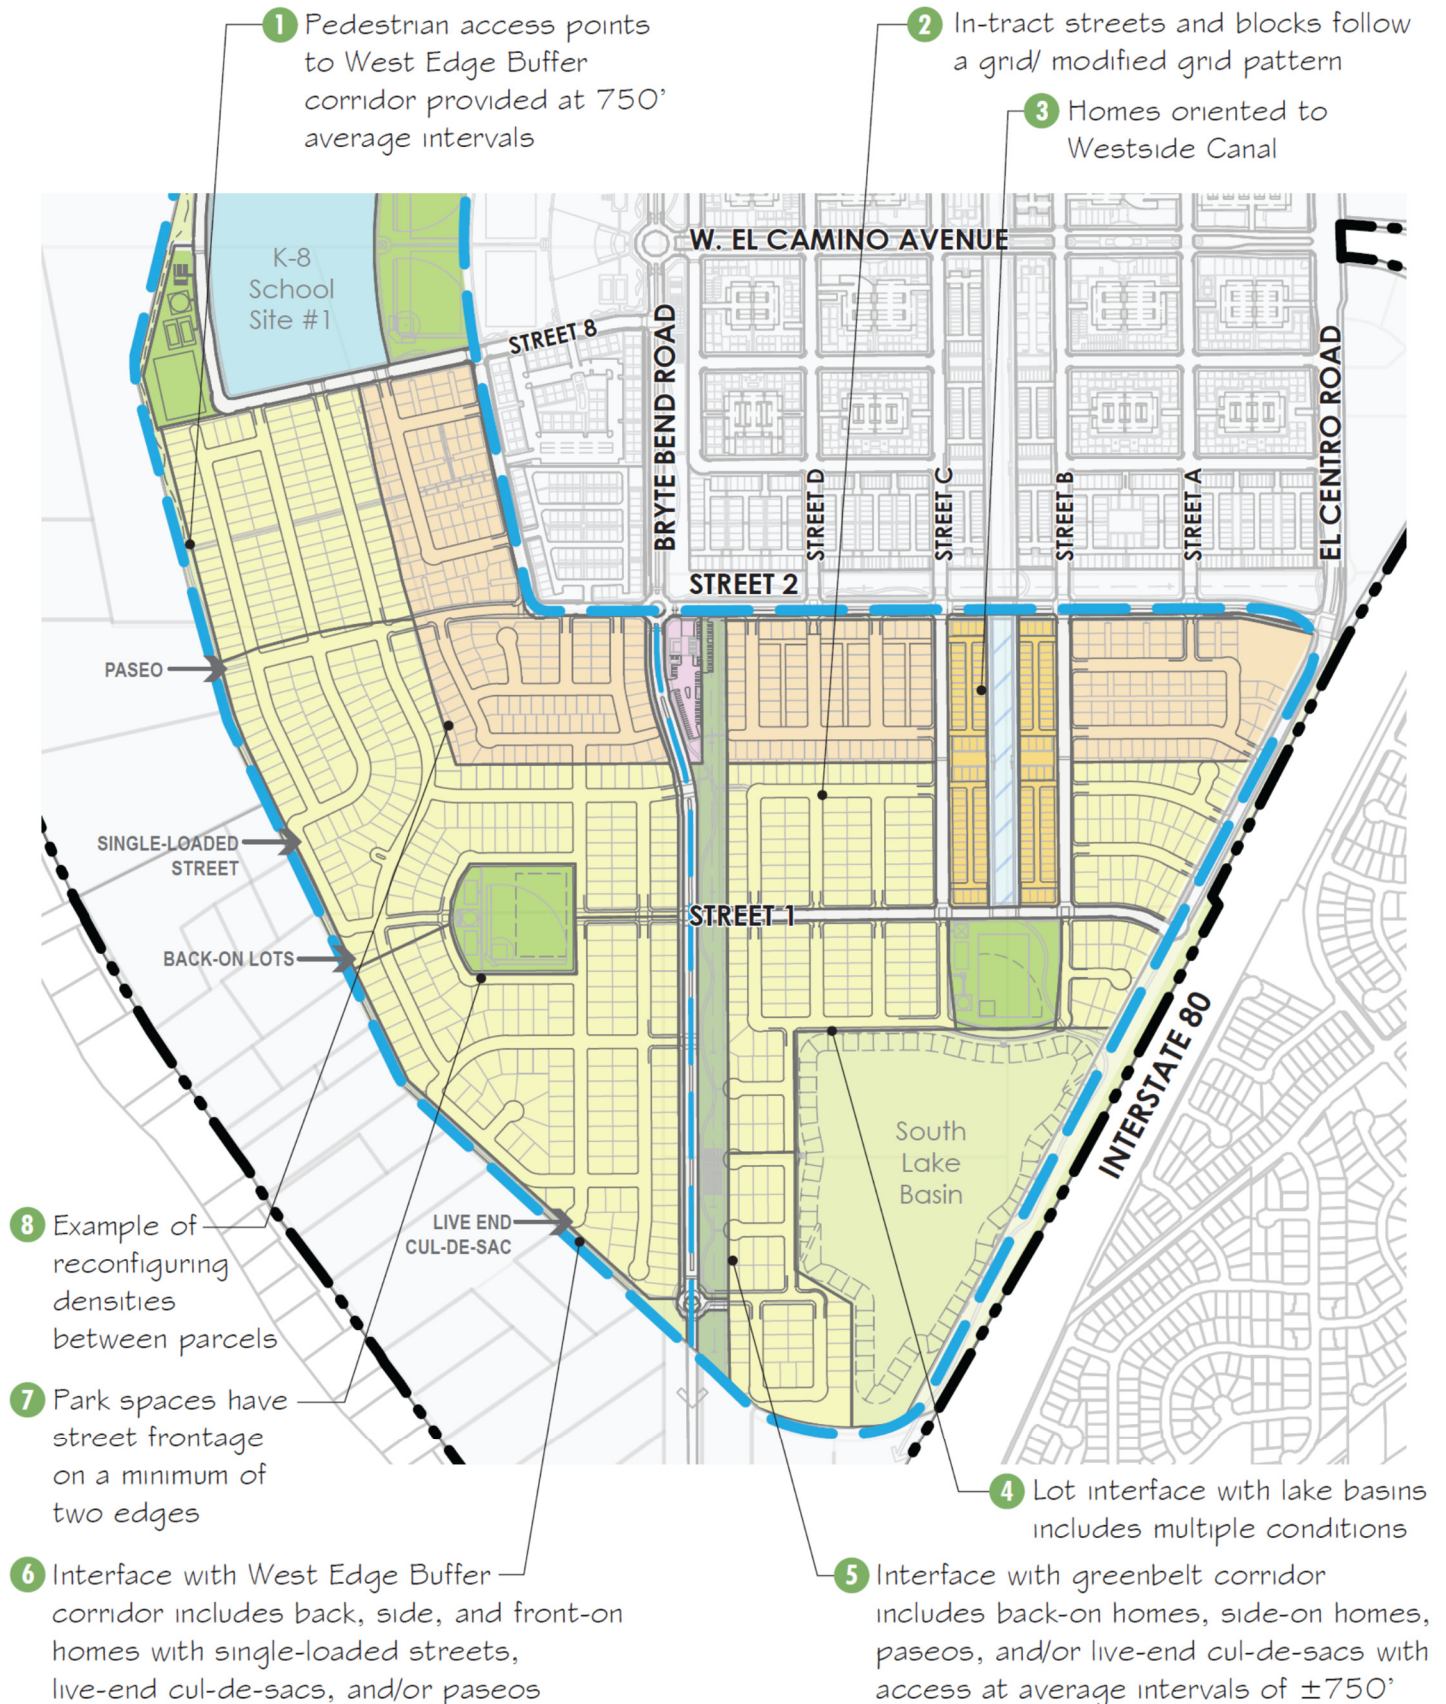 1 Pedestrian access points
to West Edge Buffer
corridor provided at 750'
average intervals
2 In-tract streets and blocks follow
a grid/ modified grid pattern
3 Homes oriented to
Westside Canal
K-8
School
Site #1
W. EL CAMINO AVENUE
STREET 8
BRYTE BEND ROAD
STREET D
STREET C
STREET B
STREET A
EL CENTRO ROAD
STREET 2
PASEO
SINGLE-LOADED
STREET
BACK-ON LOTS
STREET 1
INTERSTATE 80
South
Lake
Basin
LIVE END
CUL-DE-SAC
8 Example of
reconfiguring
densities
between parcels
7 Park spaces have
street frontage
on a minimum of
two edges
4 Lot interface with lake basins
includes multiple conditions
6 Interface with West Edge Buffer
corridor includes back, side, and front-on
homes with single-loaded streets,
live-end cul-de-sacs, and/or paseos
5 Interface with greenbelt corridor
includes back-on homes, side-on homes,
paseos, and/or live-end cul-de-sacs with
access at average intervals of ±750'